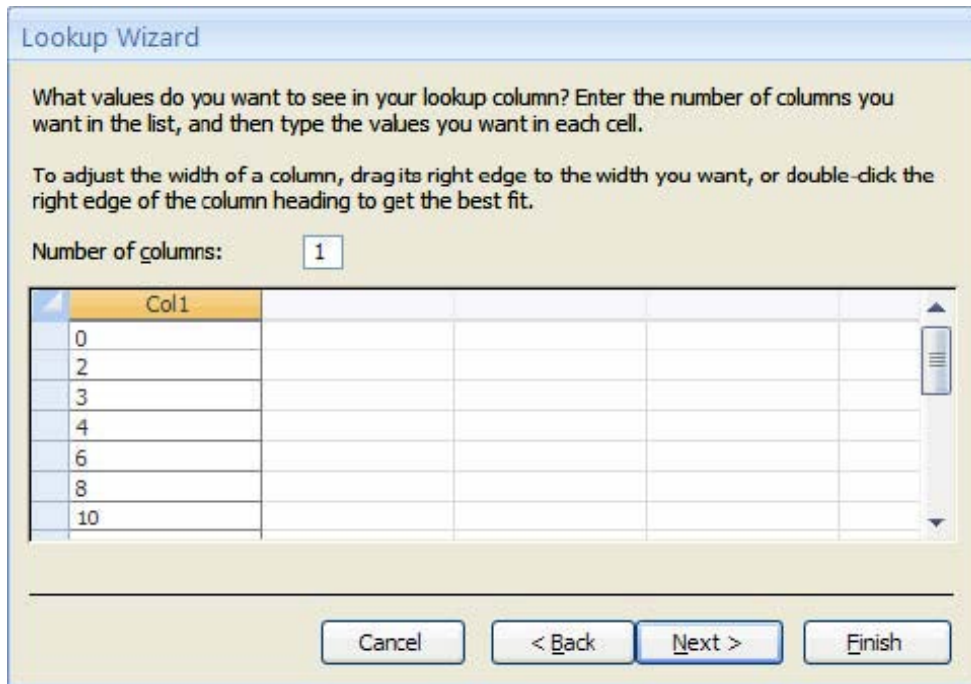 Lookup Wizard
What values do you want to see in your lookup column? Enter the number of columns you
want in the list, and then type the values you want in each cell.
To adjust the width of a column, drag its right edge to the width you want, or double-click the
right edge of the column heading to get the best fit.
Number of columns: 1
Col1
0
2
3
4
6
8
10
Cancel < Back Next > Finish